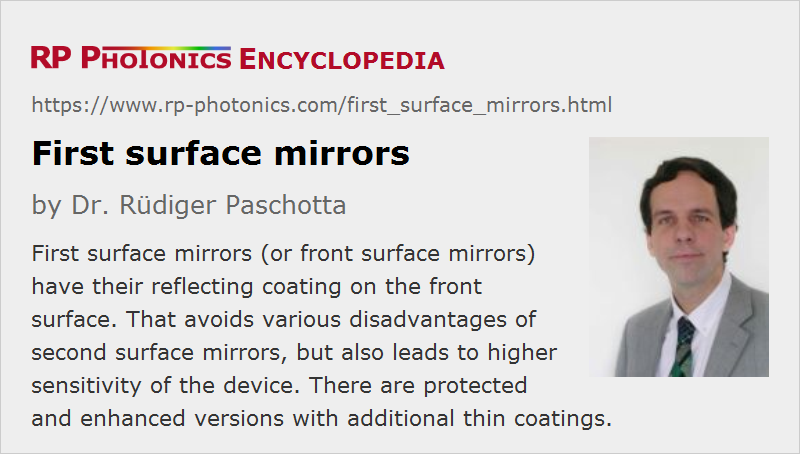 RP PHOTONICS ENCYCLOPEDIA
https://www.rp-photonics.com/first_surface_mirrors.html
First surface mirrors
by Dr. Rüdiger Paschotta
First surface mirrors (or front surface mirrors)
have their reflecting coating on the front
surface. That avoids various disadvantages of
second surface mirrors, but also leads to higher
sensitivity of the device. There are protected
and enhanced versions with additional thin coatings.